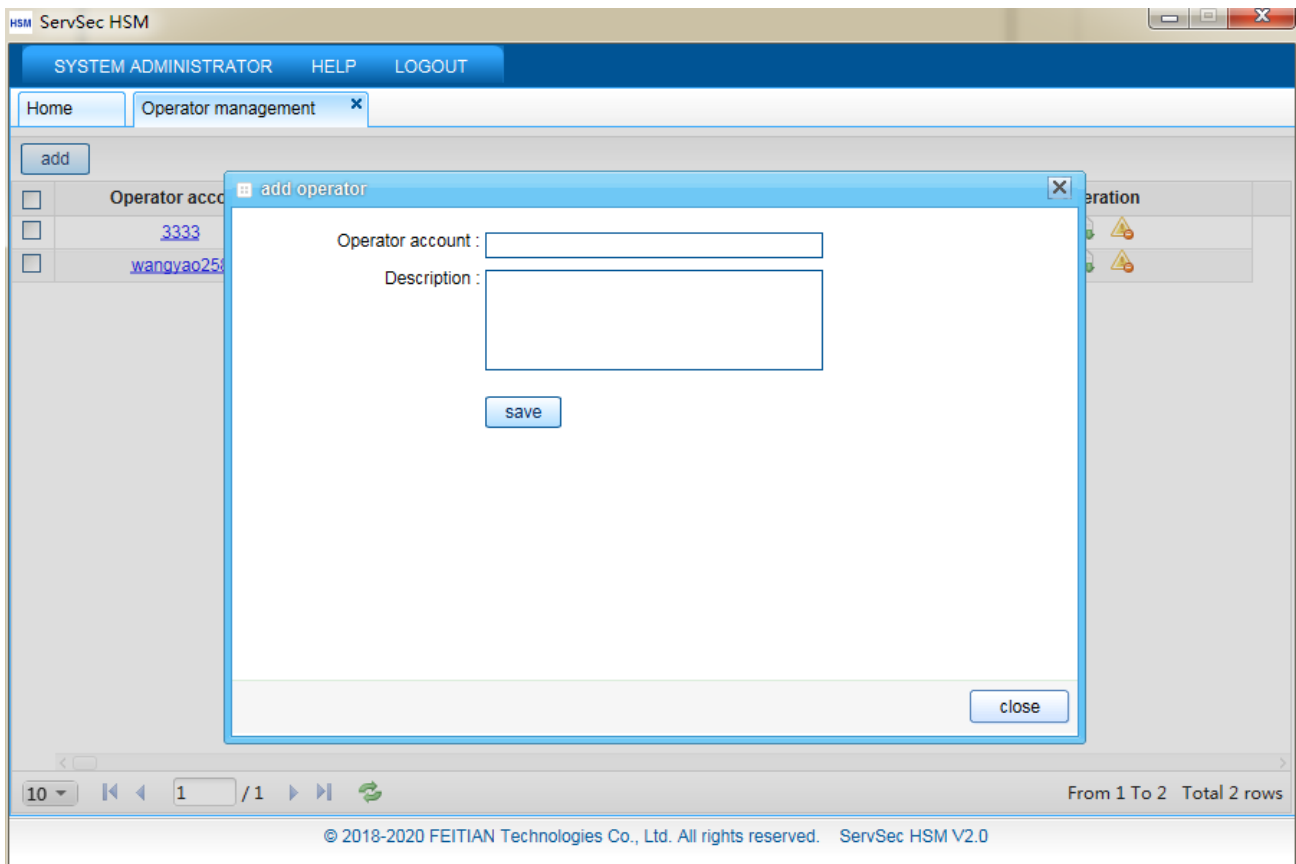 HSM ServSec HSM
SYSTEM ADMINISTRATOR HELP LOGOUT
Home Operator management
add
add operator
Operator acco eration
Operator account :
3333
Description :
wangyao258
save
close
10 1 / 1 From 1 To 2 Total 2 rows
© 2018-2020 FEITIAN Technologies Co., Ltd. All rights reserved. ServSec HSM V2.0